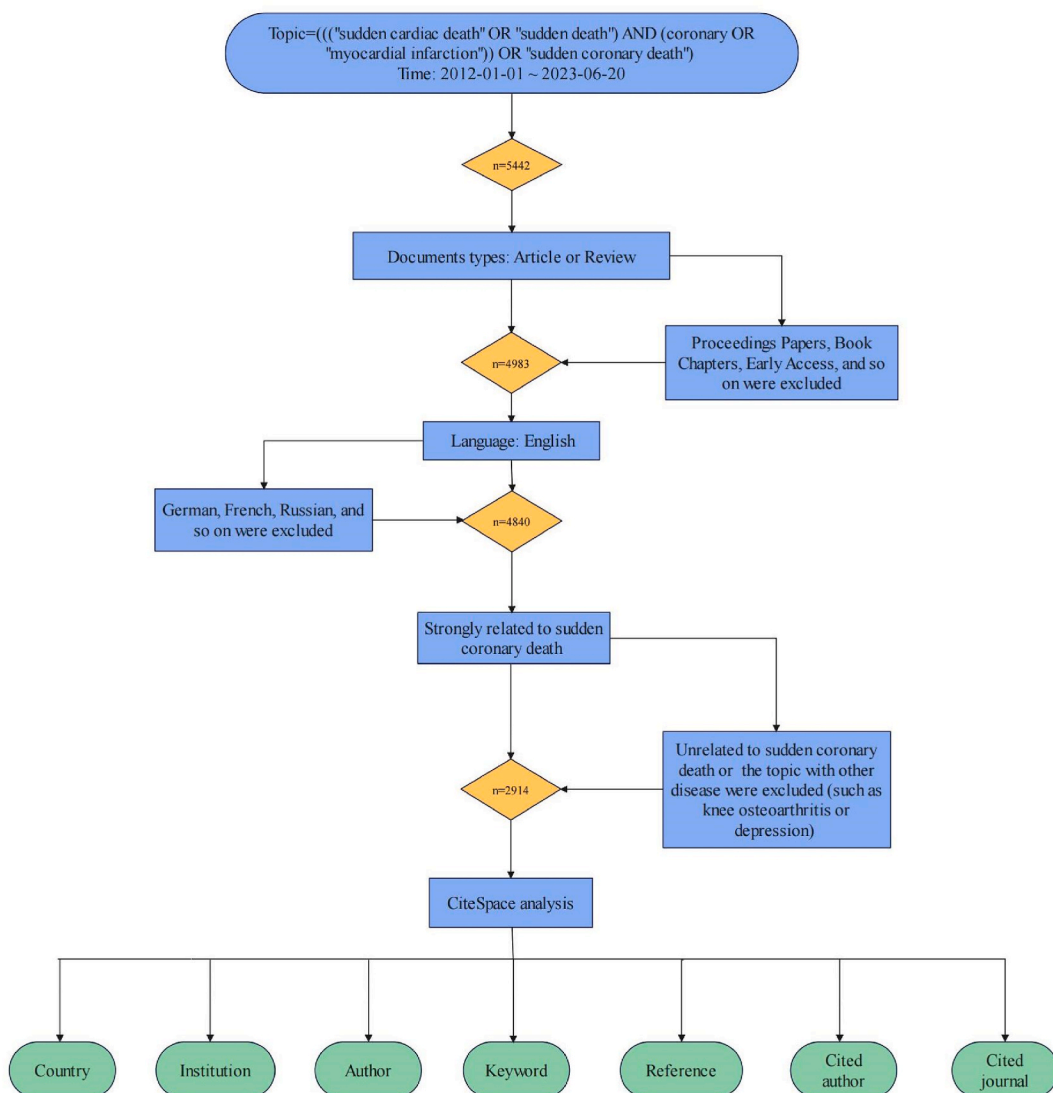 Topic=((("sudden cardiac death" OR "sudden death") AND (coronary OR
"myocardial infarction")) OR "sudden coronary death")
Time: 2012-01-01 ~ 2023-06-20
n=5442
Documents types: Article or Review
Proceedings Papers, Book
Chapters, Early Access, and so
on were excluded
n=4983
Language: English
German, French, Russian, and
so on were excluded
n=4840
Strongly related to sudden
coronary death
Unrelated to sudden coronary
death or the topic with other
disease were excluded (such as
knee osteoarthritis or
depression)
n=2914
CiteSpace analysis
Country
Institution
Author
Keyword
Reference
Cited
author
Cited
journal